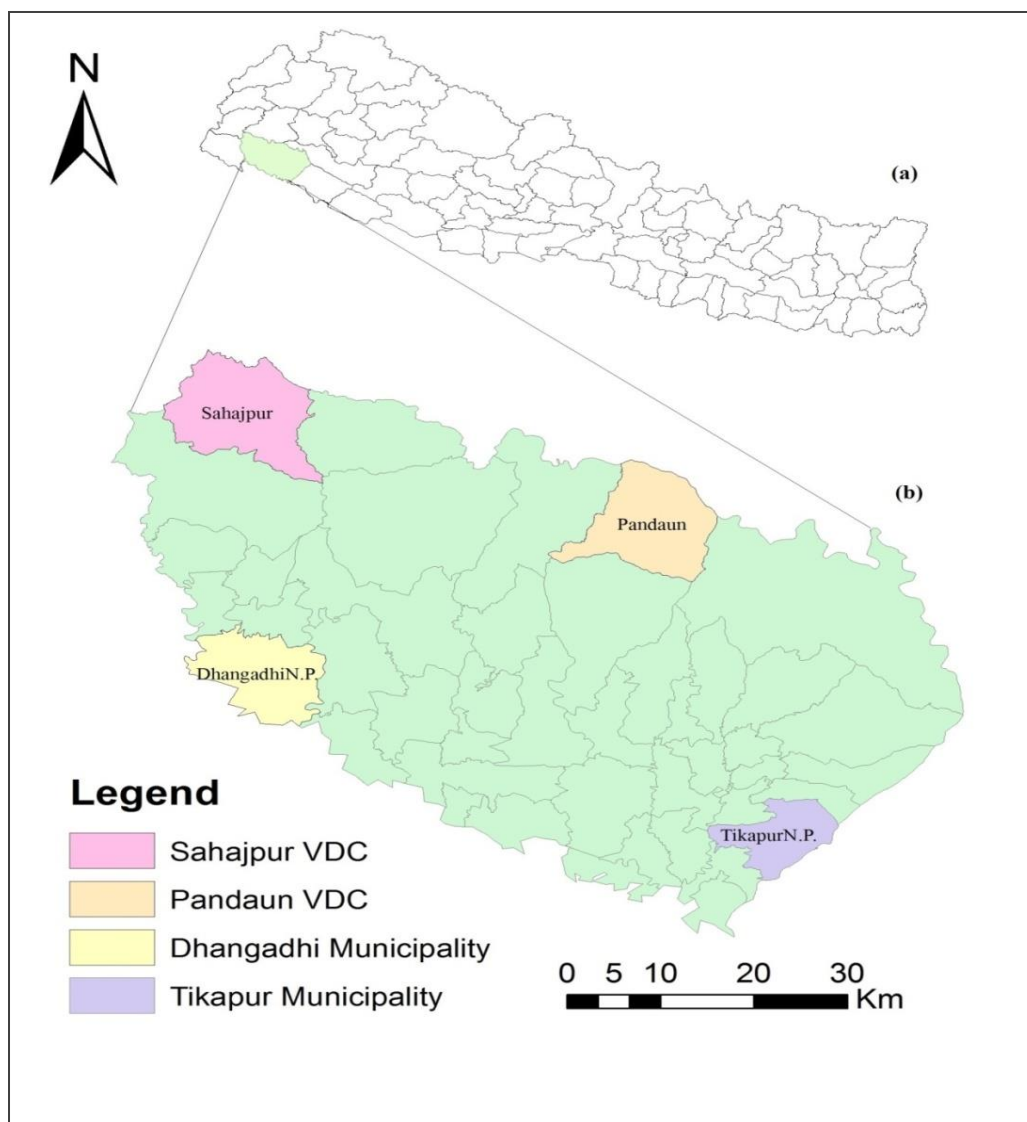 N
(a)
Sahajpur
(b)
Pandaun
DhangadhiN.P.
TikapurN.P.
Legend
Sahajpur VDC
Pandaun VDC
Dhangadhi Municipality
Tikapur Municipality
0 5 10 20 30
Km